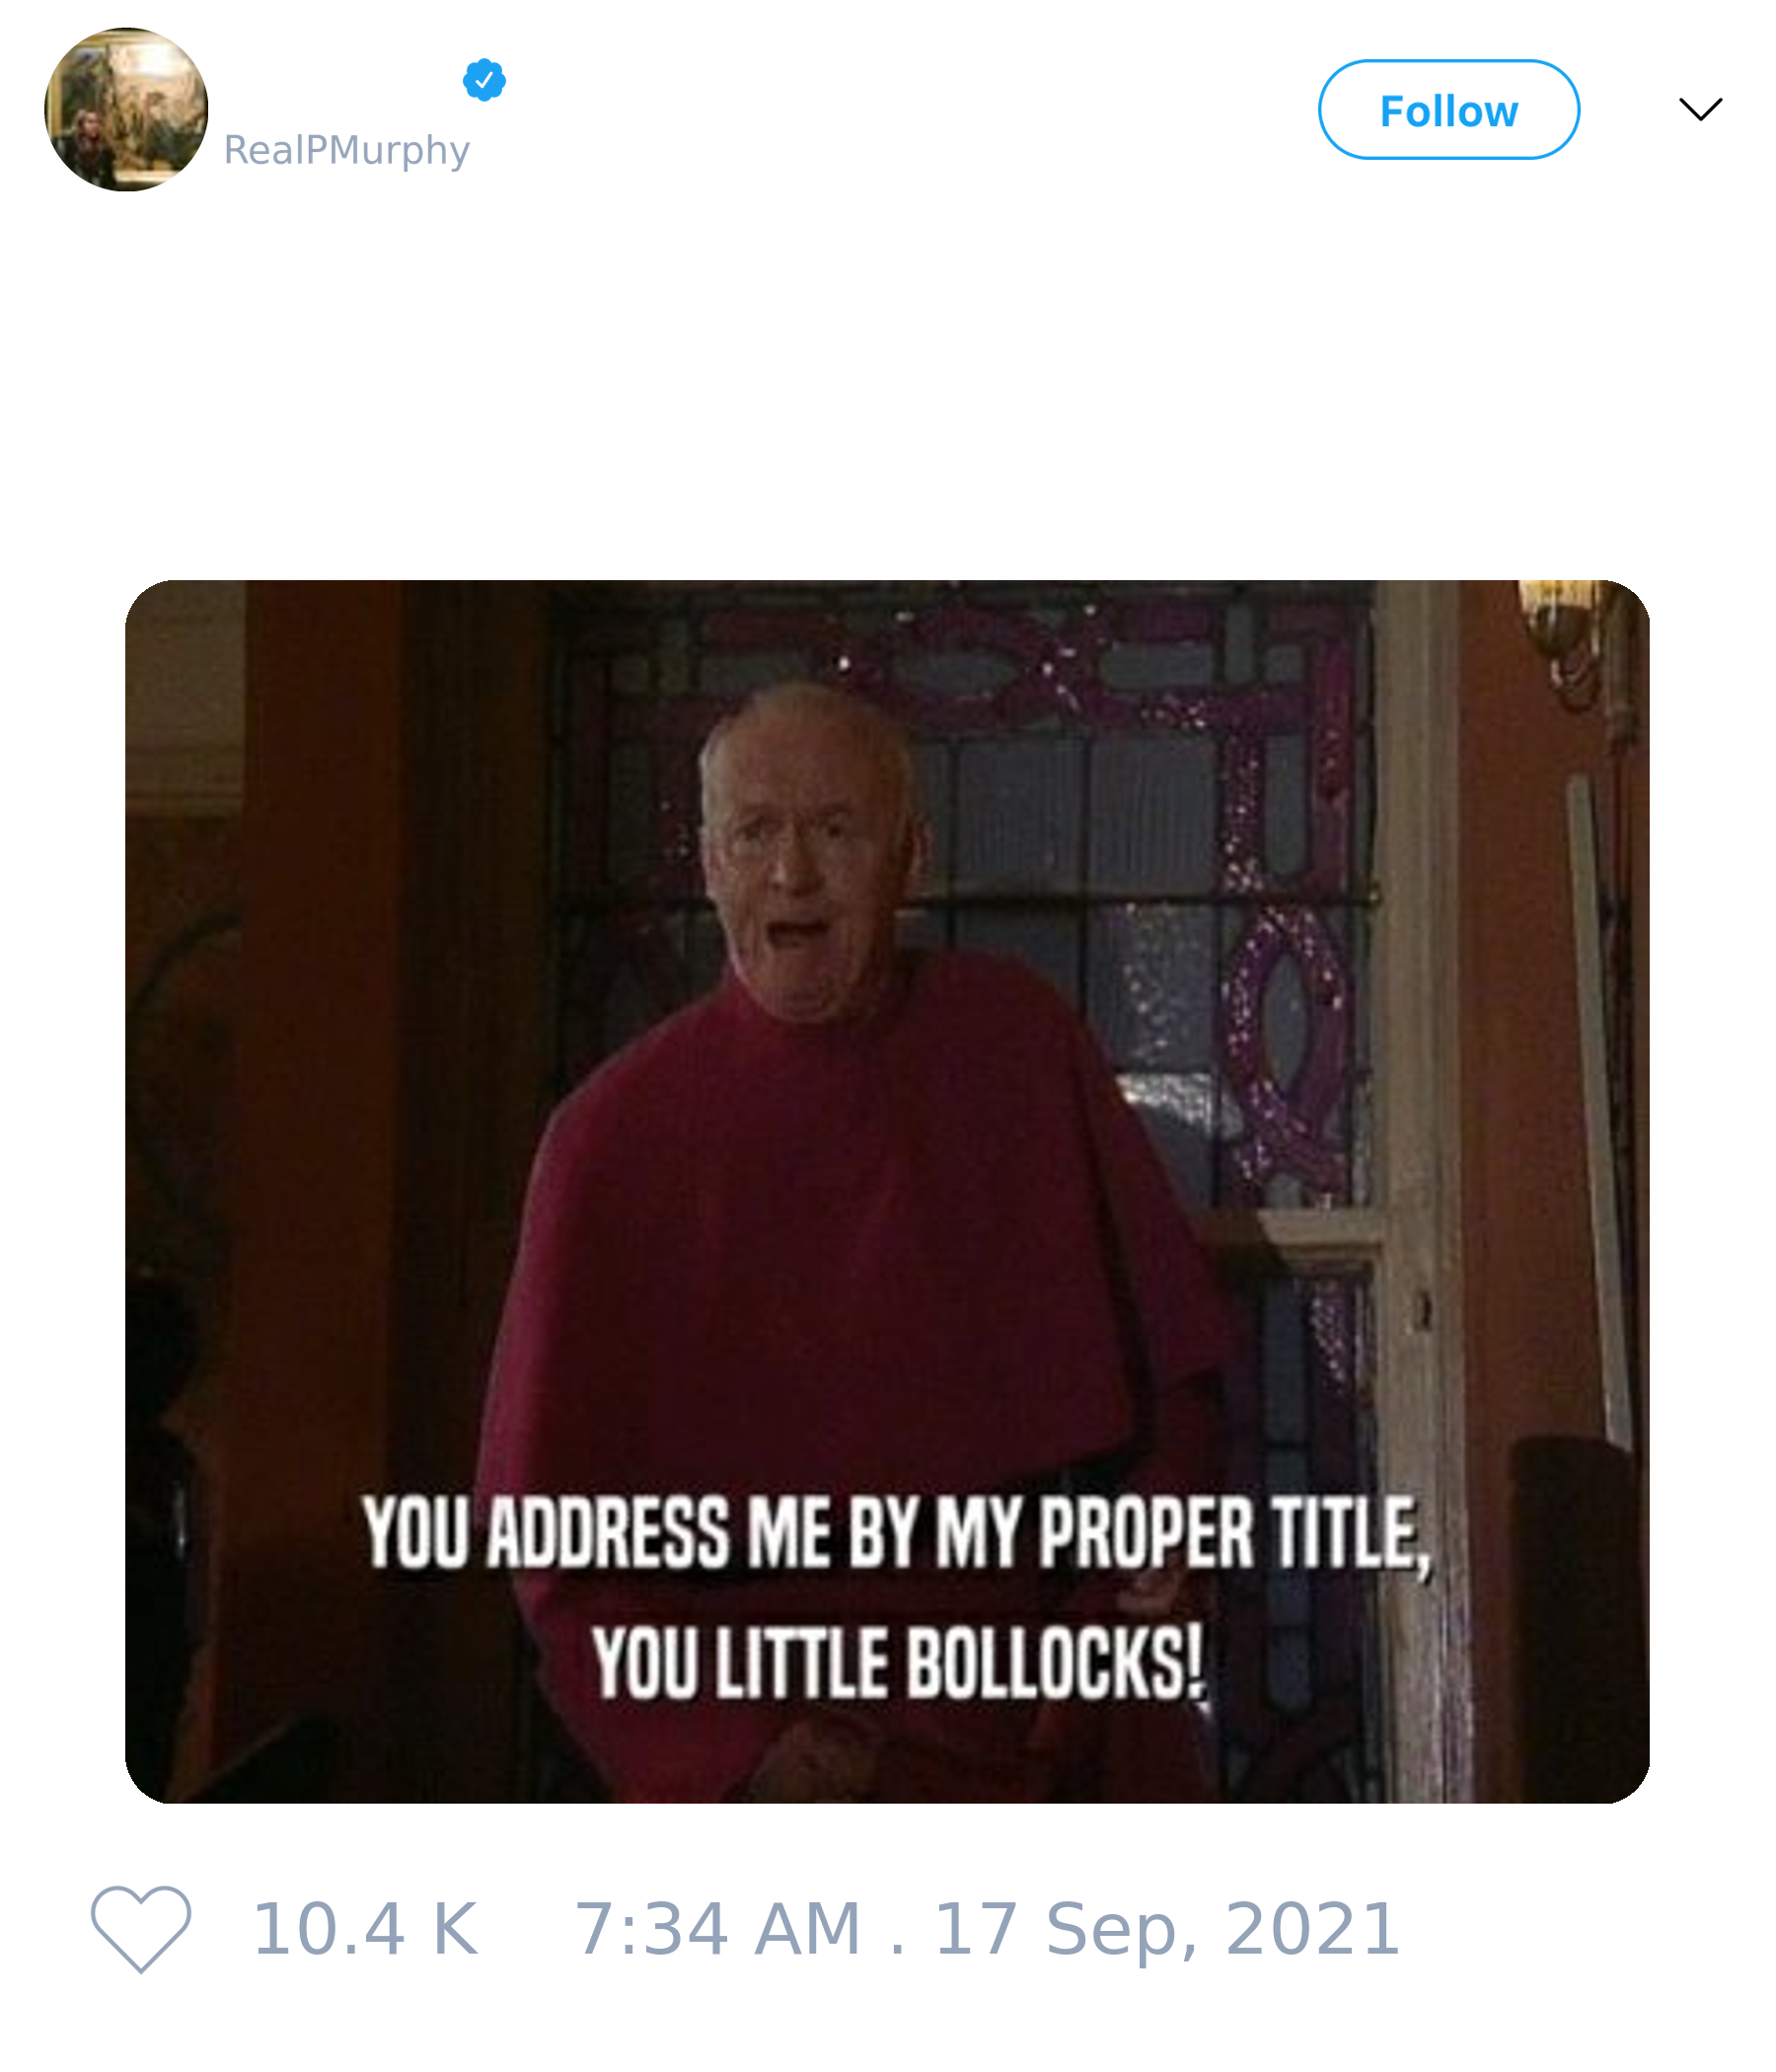 RealPMurphy
Follow
YOU ADDRESS ME BY MY PROPER TITLE,
YOU LITTLE BOLLOCKS!
10.4 K 7:34 AM . 17 Sep, 2021